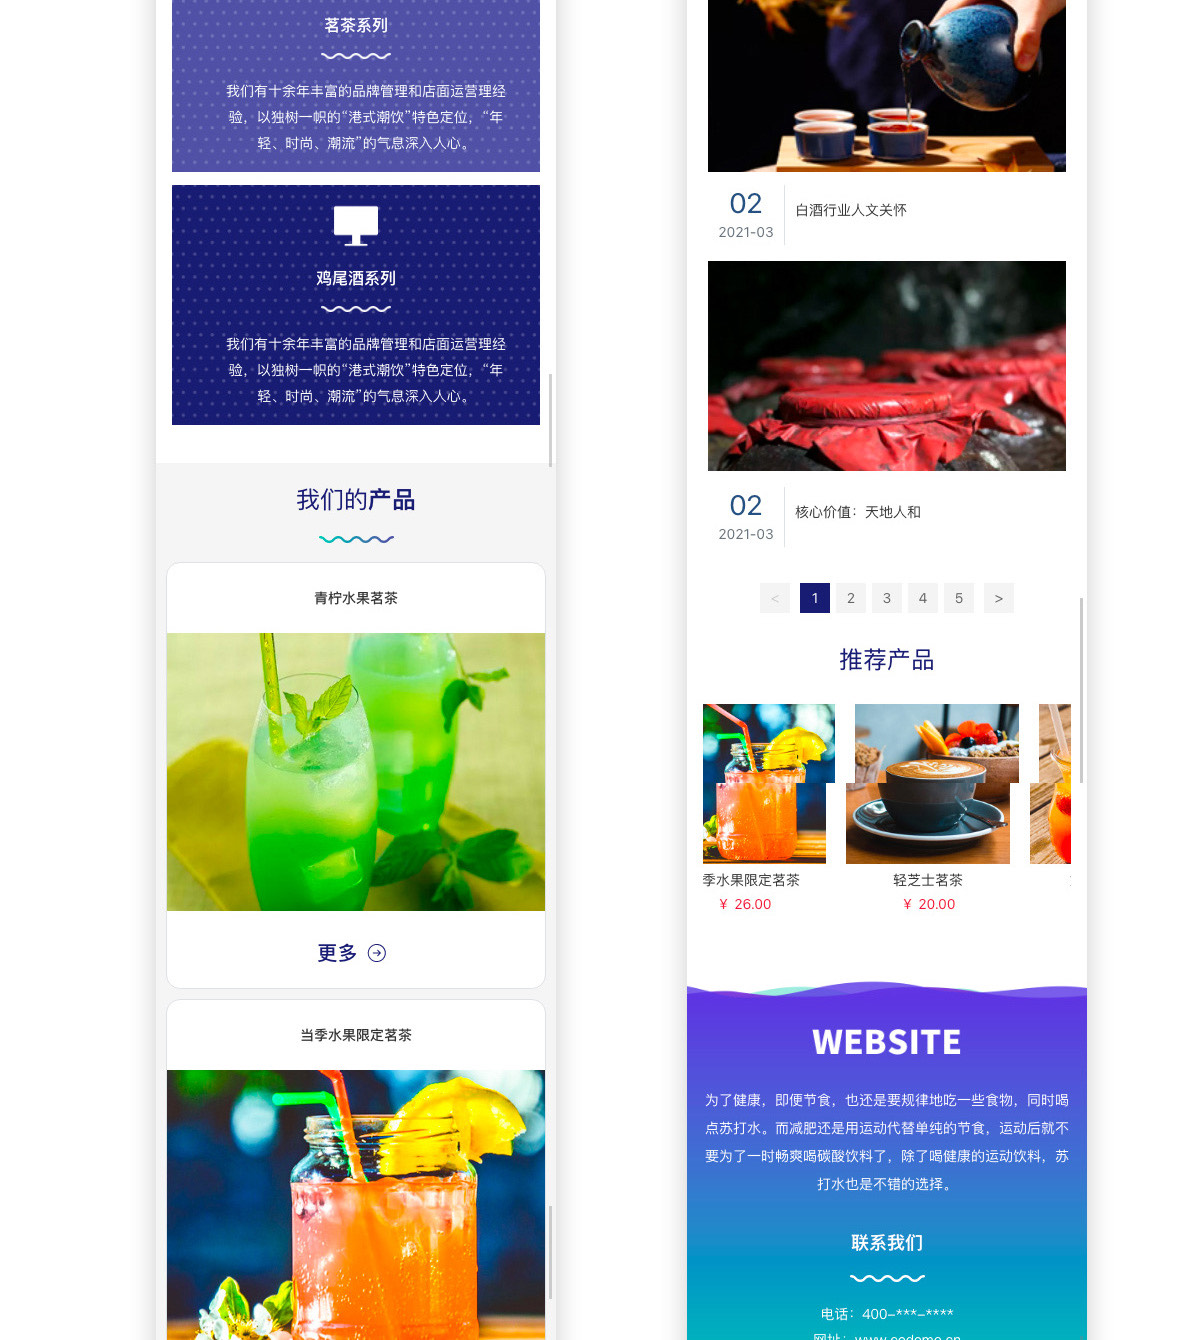 茗茶系列
我们有十余年丰富的品牌管理和店面运营理经
验，以独树一帜的“港式潮饮”特色定位，“年
轻、时尚、潮流”的气息深入人心。
鸡尾酒系列
我们有十余年丰富的品牌管理和店面运营理经
验，以独树一帜的“港式潮饮”特色定位，“年
轻、时尚、潮流”的气息深入人心。
我们的产品
青柠水果茗茶
更多
当季水果限定茗茶
02
2021-03
白酒行业人文关怀
02
2021-03
核心价值：天地人和
< 1 2 3 4 5 >
推荐产品
季水果限定茗茶
¥ 26.00
轻芝士茗茶
¥ 20.00
WEBSITE
为了健康，即便节食，也还是要规律地吃一些食物，同时喝
点苏打水。而减肥还是用运动代替单纯的节食，运动后就不
要为了一时畅爽喝碳酸饮料了，除了喝健康的运动饮料，苏
打水也是不错的选择。
联系我们
电话：400-***-****